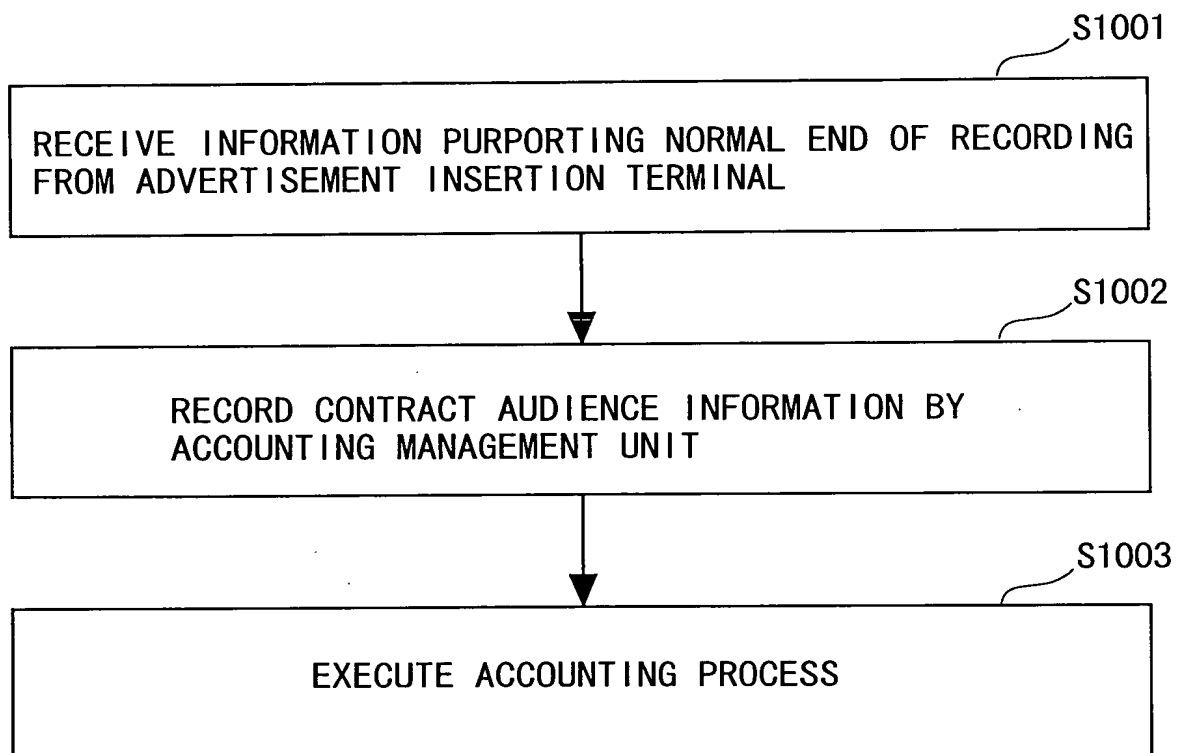 S1001
RECEIVE INFORMATION PURPORTING NORMAL END OF RECORDING
FROM ADVERTISEMENT INSERTION TERMINAL
S1002
RECORD CONTRACT AUDIENCE INFORMATION BY
ACCOUNTING MANAGEMENT UNIT
S1003
EXECUTE ACCOUNTING PROCESS